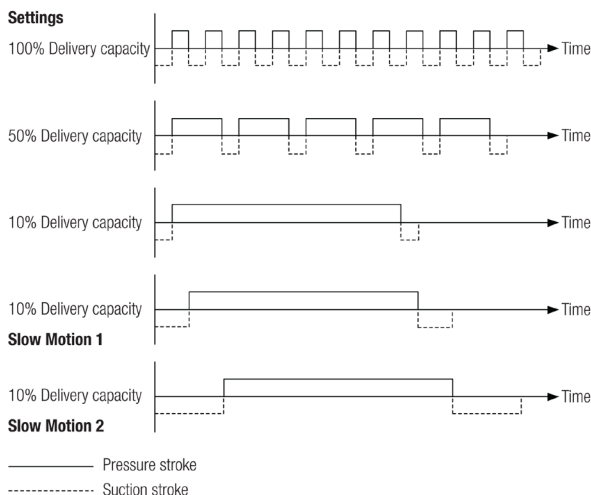 Settings
100% Delivery capacity
Time
50% Delivery capacity
Time
10% Delivery capacity
Time
10% Delivery capacity
Time
Slow Motion 1
10% Delivery capacity
Time
Slow Motion 2
Pressure stroke
Suction stroke